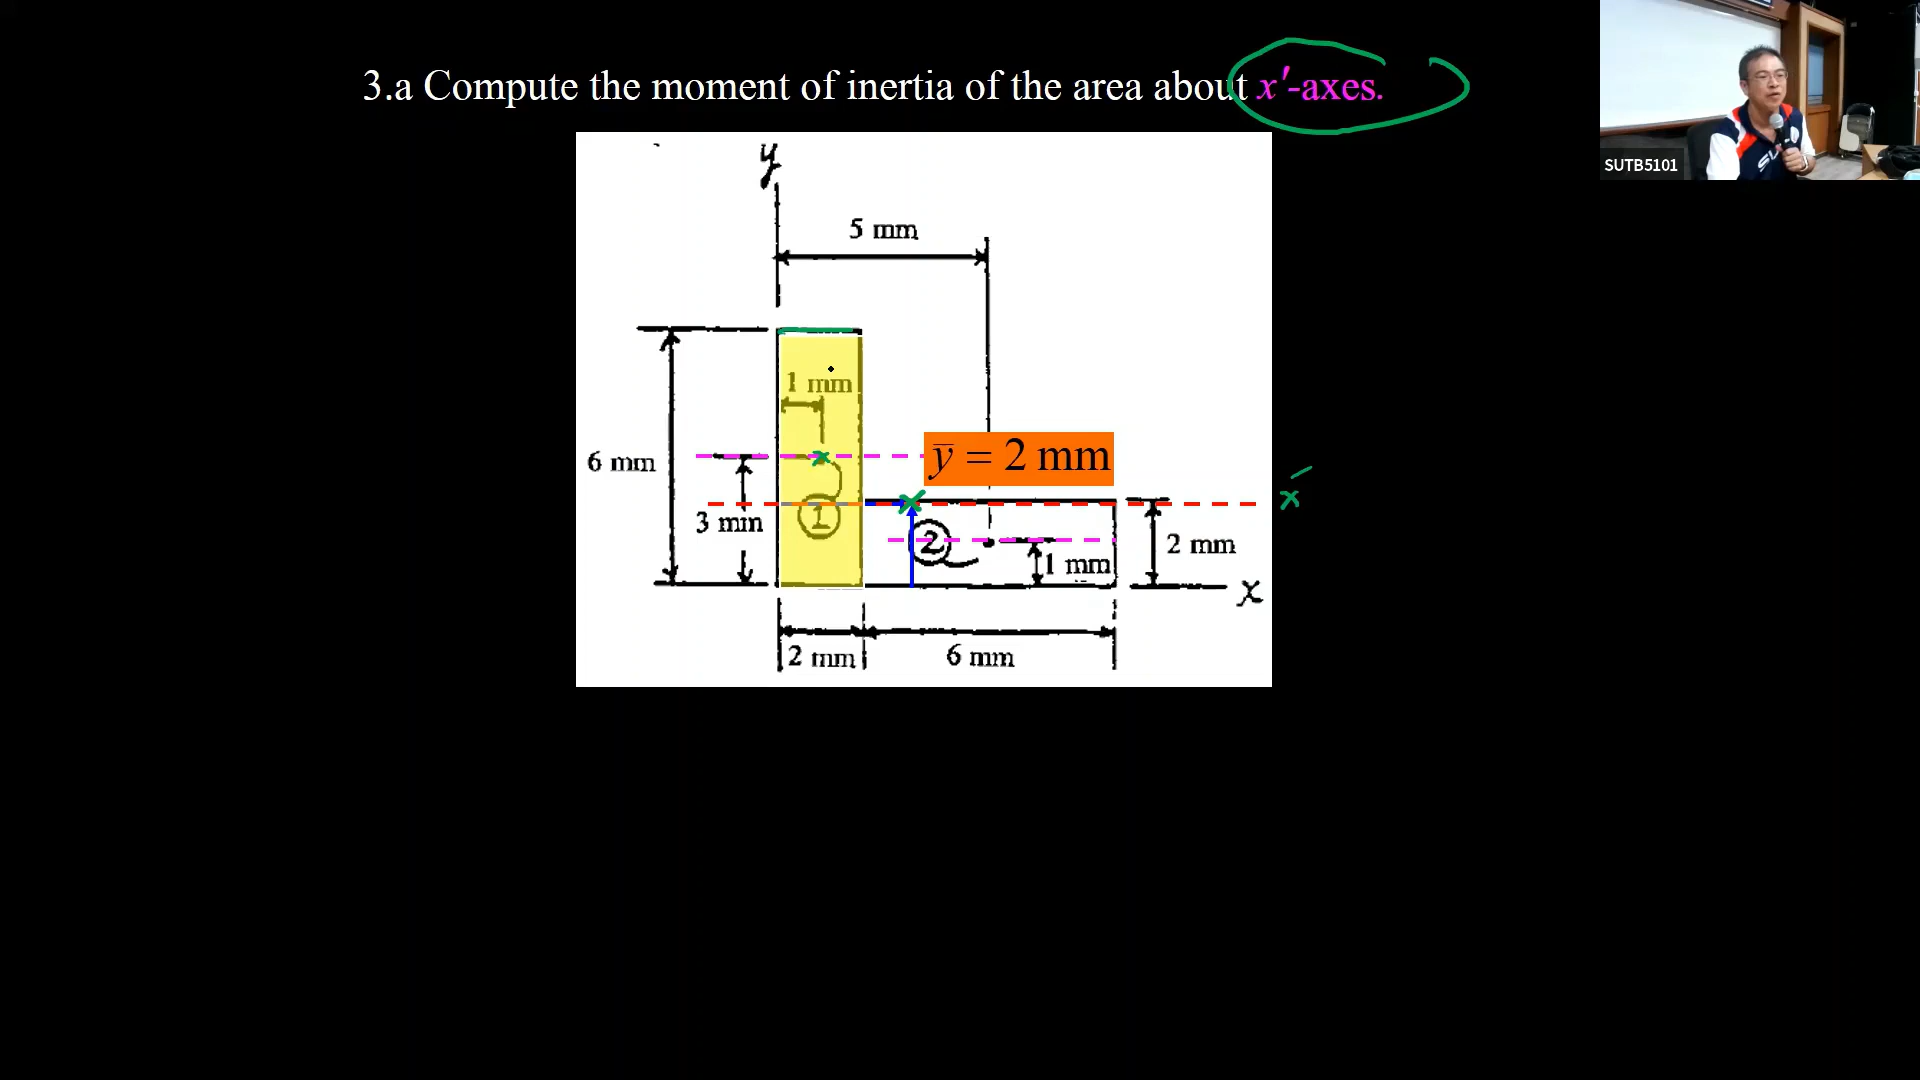 3.a Compute the moment of inertia of the area about x′-axes.
SUTB5101
y
5 mm
1 mm
6 mm
y̅ = 2 mm
x̄
3 mm
①
②
1 mm
2 mm
x
2 mm
6 mm